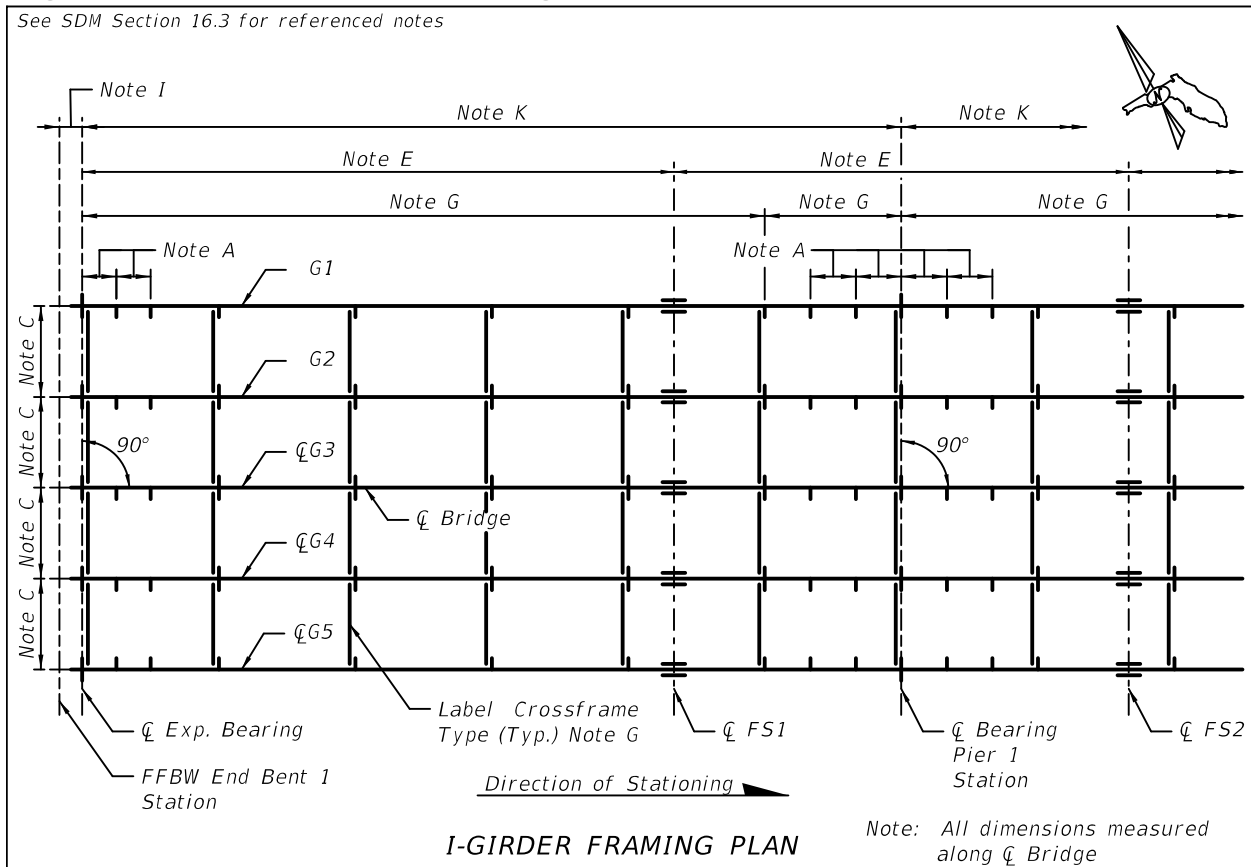 See SDM Section 16.3 for referenced notes
Note I
Note K
Note K
N
Note E
Note E
Note G
Note G
Note G
Note A
Note A
G1
Note C
G2
Note C
90°
℄G3
90°
℄ Bridge
Note C
℄G4
Note C
℄G5
℄ Exp. Bearing
Label Crossframe
Type (Typ.) Note G
℄ FS1
℄ Bearing
Pier 1
Station
℄ FS2
FFBW End Bent 1
Station
Direction of Stationing
I-GIRDER FRAMING PLAN
Note: All dimensions measured
along ℄ Bridge